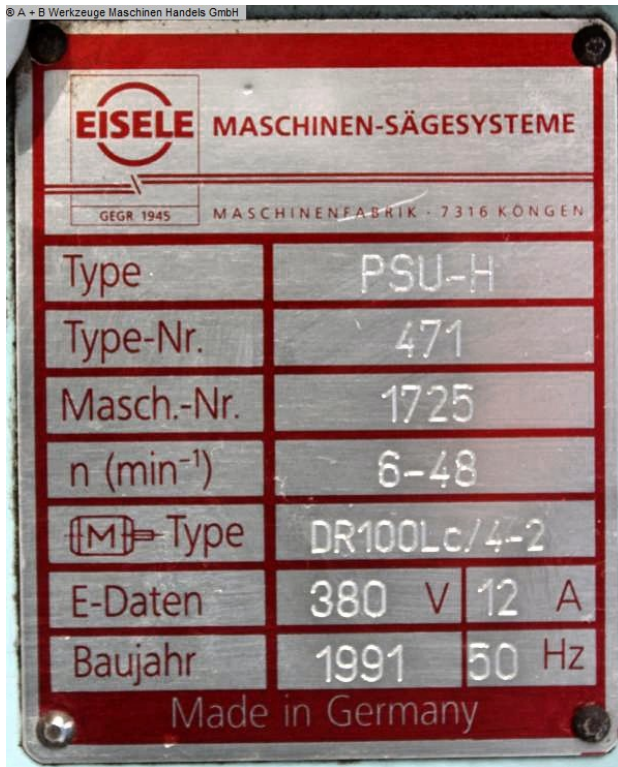 ® A + B Werkzeuge Maschinen Handels GmbH
EISELE MASCHINEN-SÄGESYSTEME
GEGR 1945 MASCHINENFABRIK · 7316 KÖNGEN
Type PSU-H
Type-Nr. 471
Masch.-Nr. 1725
n (min⁻¹) 6-48
M Type DR100Lc/4-2
E-Daten 380 V 12 A
Baujahr 1991 50 Hz
Made in Germany